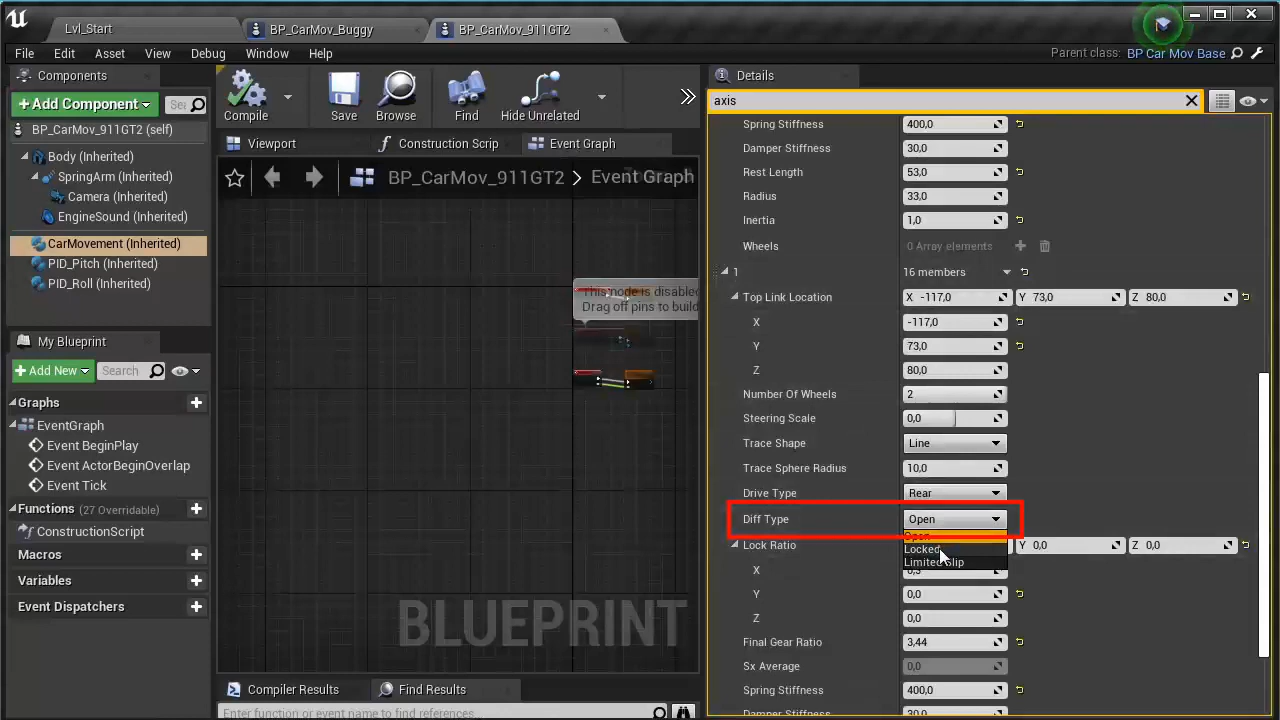 Lvl_Start
BP_CarMov_Buggy
BP_CarMov_911GT2
File Edit Asset View Debug Window Help
Parent class: BP Car Mov Base
Components
+ Add Component
BP_CarMov_911GT2 (self)
Body (Inherited)
SpringArm (Inherited)
Camera (Inherited)
EngineSound (Inherited)
CarMovement (Inherited)
PID_Pitch (Inherited)
PID_Roll (Inherited)
My Blueprint
+ Add New
Search
Graphs
EventGraph
Event BeginPlay
Event ActorBeginOverlap
Event Tick
Functions (27 Overridable)
ConstructionScript
Macros
Variables
Event Dispatchers
Compile
Save
Browse
Find
Hide Unrelated
Viewport
Construction Scrip
Event Graph
BP_CarMov_911GT2 > Event Graph
This node is disabled
Drag off pins to build
BLUEPRINT
Compiler Results
Find Results
Enter function or event name to find references...
Details
axis
Spring Stiffness 400,0
Damper Stiffness 30,0
Rest Length 53,0
Radius 33,0
Inertia 1,0
Wheels 0 Array elements
1 16 members
Top Link Location X -117,0 Y 73,0 Z 80,0
X -117,0
Y 73,0
Z 80,0
Number Of Wheels 2
Steering Scale 0,0
Trace Shape Line
Trace Sphere Radius 10,0
Drive Type Rear
Diff Type Open
Open
Locked
Limited Slip
Lock Ratio Y 0,0 Z 0,0
X
Y 0,0
Z 0,0
Final Gear Ratio 3,44
Sx Average 0,0
Spring Stiffness 400,0
Damper Stiffness 30,0